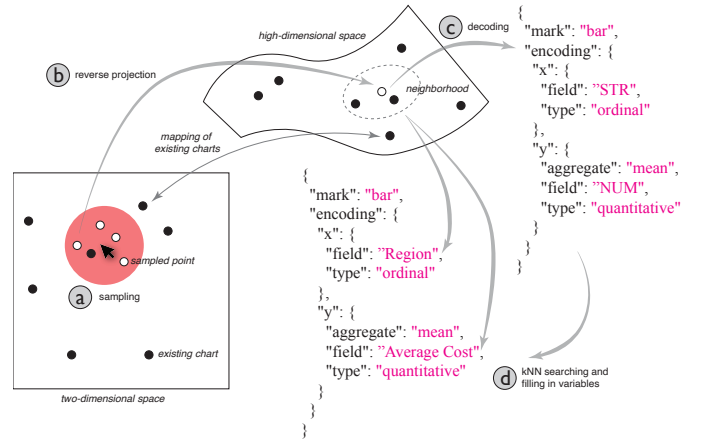 high-dimensional space
b reverse projection
c decoding
neighborhood
mapping of
existing charts
{
"mark": "bar",
"encoding": {
"x": {
"field": ”STR",
"type": "ordinal"
},
"y": {
"aggregate": "mean",
"field": "NUM",
"type": "quantitative"
}
}
}
{
"mark": "bar",
"encoding": {
"x": {
"field": ”Region",
"type": "ordinal"
},
"y": {
"aggregate": "mean",
"field": ”Average Cost",
"type": "quantitative"
}
}
}
sampled point
a sampling
existing chart
two-dimensional space
d kNN searching and
filling in variables